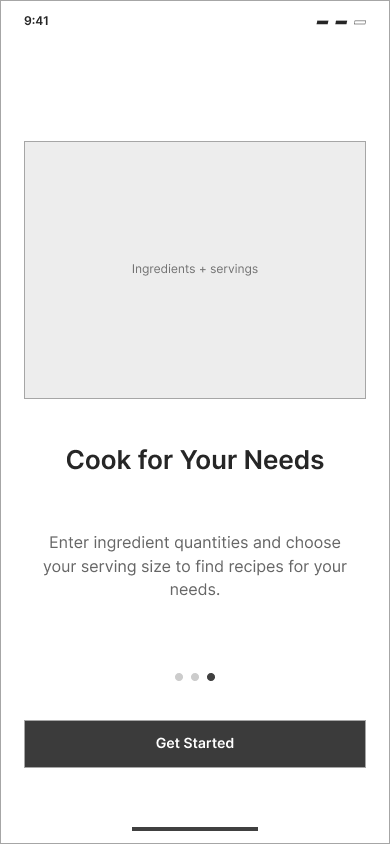 9:41
Ingredients + servings
Cook for Your Needs
Enter ingredient quantities and choose
your serving size to find recipes for your
needs.
Get Started